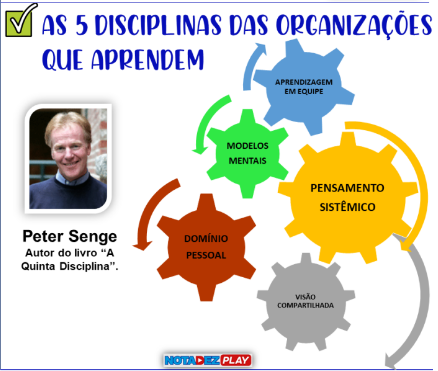 AS 5 DISCIPLINAS DAS ORGANIZAÇÕES
QUE APRENDEM
APRENDIZAGEM
EM EQUIPE
MODELOS
MENTAIS
PENSAMENTO
SISTÊMICO
DOMÍNIO
PESSOAL
VISÃO
COMPARTILHADA
Peter Senge
Autor do livro “A
Quinta Disciplina”.
NOTADEZ PLAY